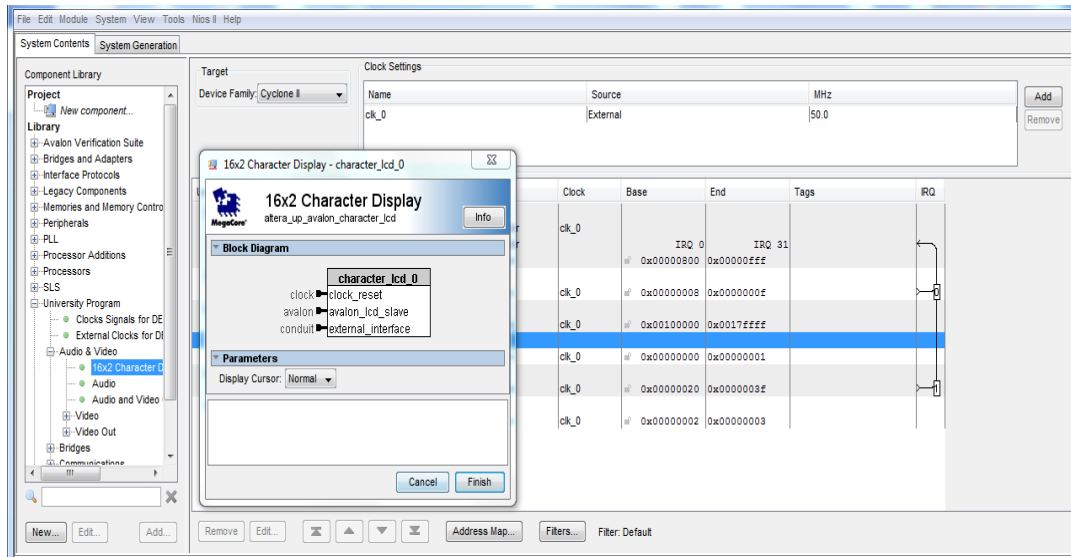 File Edit Module System View Tools Nios II Help
System Contents System Generation
Component Library
Project
New component...
Library
Avalon Verification Suite
Bridges and Adapters
Interface Protocols
Legacy Components
Memories and Memory Contro
Peripherals
PLL
Processor Additions
Processors
SLS
University Program
Clocks Signals for DE
External Clocks for DE
Audio & Video
16x2 Character D
Audio
Audio and Video
Video
Video Out
Bridges
Communications
New... Edit... Add...
Target
Device Family: Cyclone II
Clock Settings
Name Source MHz
clk_0 External 50.0
Add
Remove
16x2 Character Display - character_lcd_0
MegaCore'
16x2 Character Display
altera_up_avalon_character_lcd
Info
Block Diagram
character_lcd_0
clock clock_reset
avalon avalon_lcd_slave
conduit external_interface
Parameters
Display Cursor: Normal
Cancel Finish
Clock Base End Tags IRQ
clk_0
IRQ 0 IRQ 31
0x00000800 0x00000fff
clk_0 0x00000008 0x0000000f 0
clk_0 0x00100000 0x0017ffff
clk_0 0x00000000 0x00000001
clk_0 0x00000020 0x0000003f 1
clk_0 0x00000002 0x00000003
Remove Edit... Address Map... Filters... Filter: Default